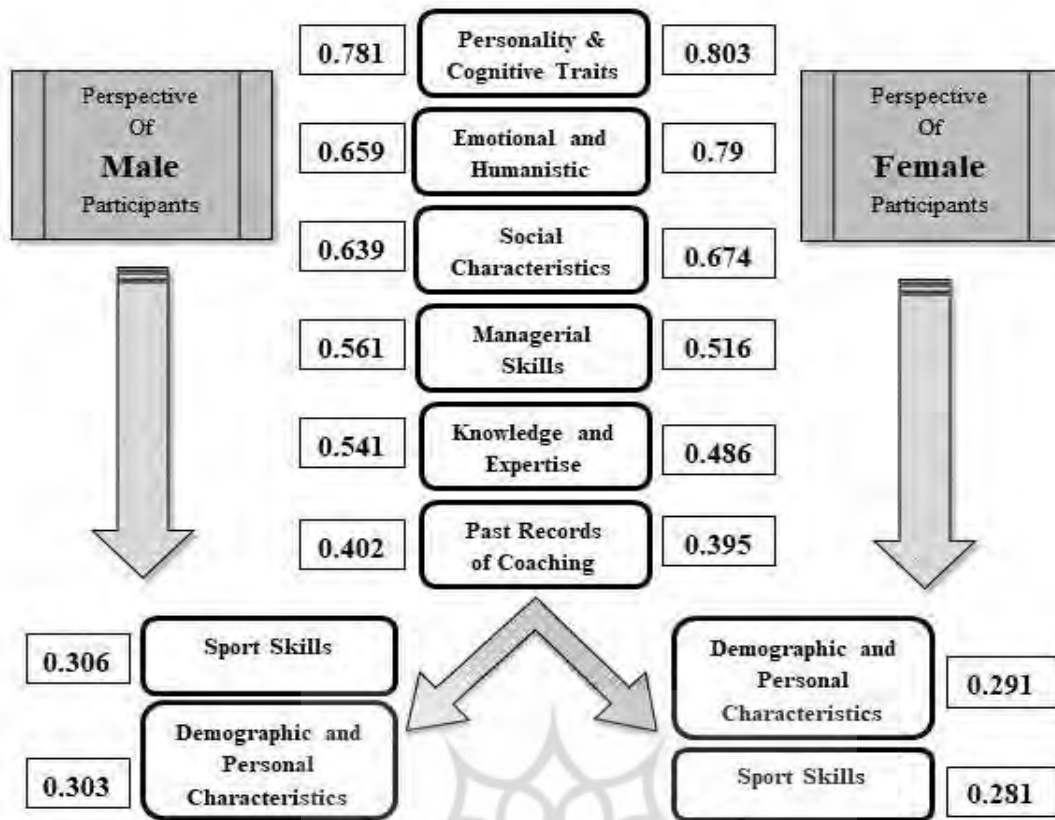 0.781
Personality &
Cognitive Traits
0.803
Perspective
Of
Male
Participants
Perspective
Of
Female
Participants
0.659
Emotional and
Humanistic
0.79
0.639
Social
Characteristics
0.674
0.561
Managerial
Skills
0.516
0.541
Knowledge and
Expertise
0.486
0.402
Past Records
of Coaching
0.395
0.306
Sport Skills
0.303
Demographic and
Personal
Characteristics
Demographic and
Personal
Characteristics
0.291
Sport Skills
0.281